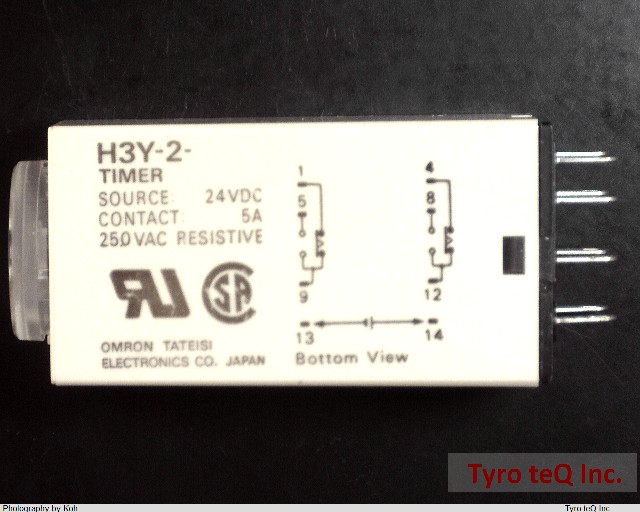 H3Y-2-
TIMER
SOURCE: 24VDC
CONTACT: 5A
250VAC RESISTIVE
OMRON TATEISI
ELECTRONICS CO. JAPAN
1
4
5
8
9
12
13
14
Bottom View
Tyro teQ Inc.
Photography by Koh
Tyro teQ Inc.